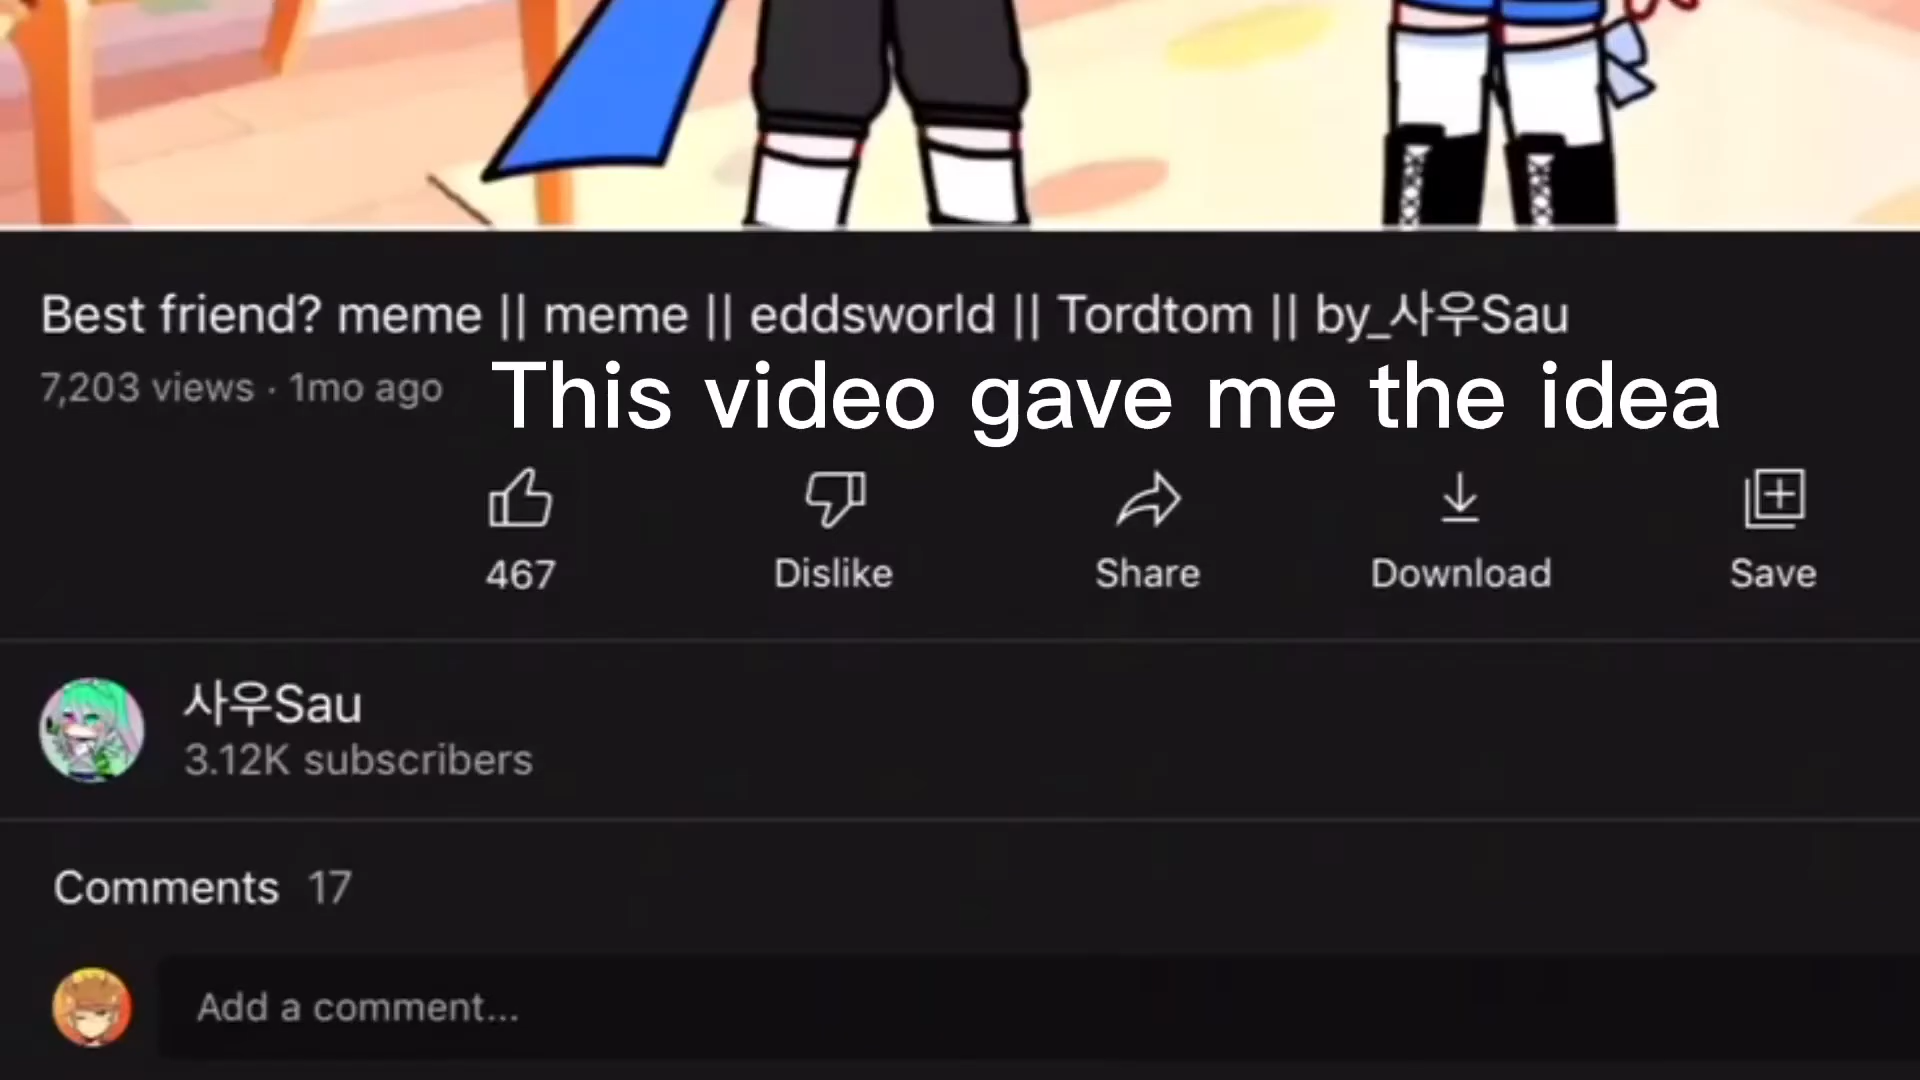 Best friend? meme || meme || eddsworld || Tordtom || by_사우Sau
7,203 views · 1mo ago
This video gave me the idea
467
Dislike
Share
Download
Save
사우Sau
3.12K subscribers
Comments 17
Add a comment...